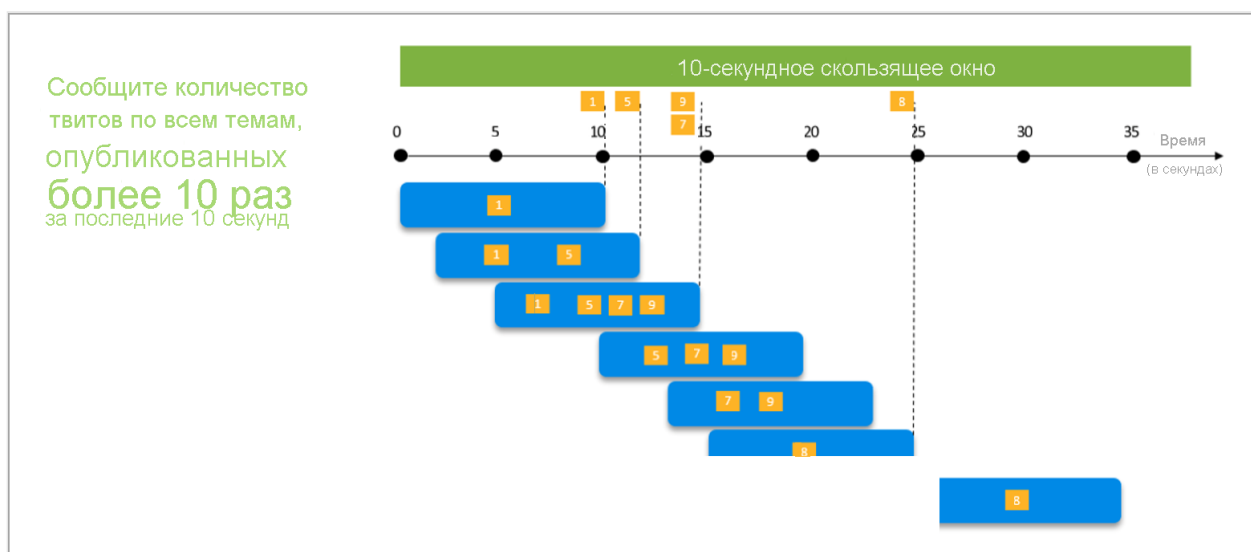 Сообщите количество
твитов по всем темам,
опубликованных
более 10 раз
за последние 10 секунд
10-секундное скользящее окно
1 5 9 8
7
0 5 10 15 20 25 30 35
Время
(в секундах)
1
1 5
1 5 7 9
5 7 9
7 9
8
8